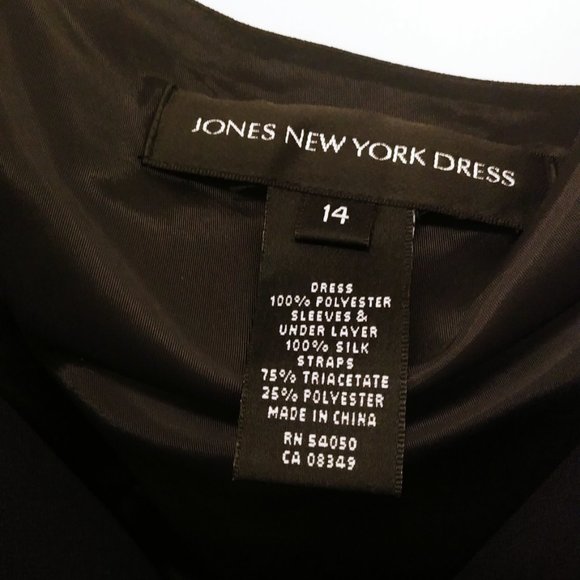 JONES NEW YORK DRESS
14
DRESS
100% POLYESTER
SLEEVES &
UNDER LAYER
100% SILK
STRAPS
75% TRIACETATE
25% POLYESTER
MADE IN CHINA
RN 54050
CA 08349